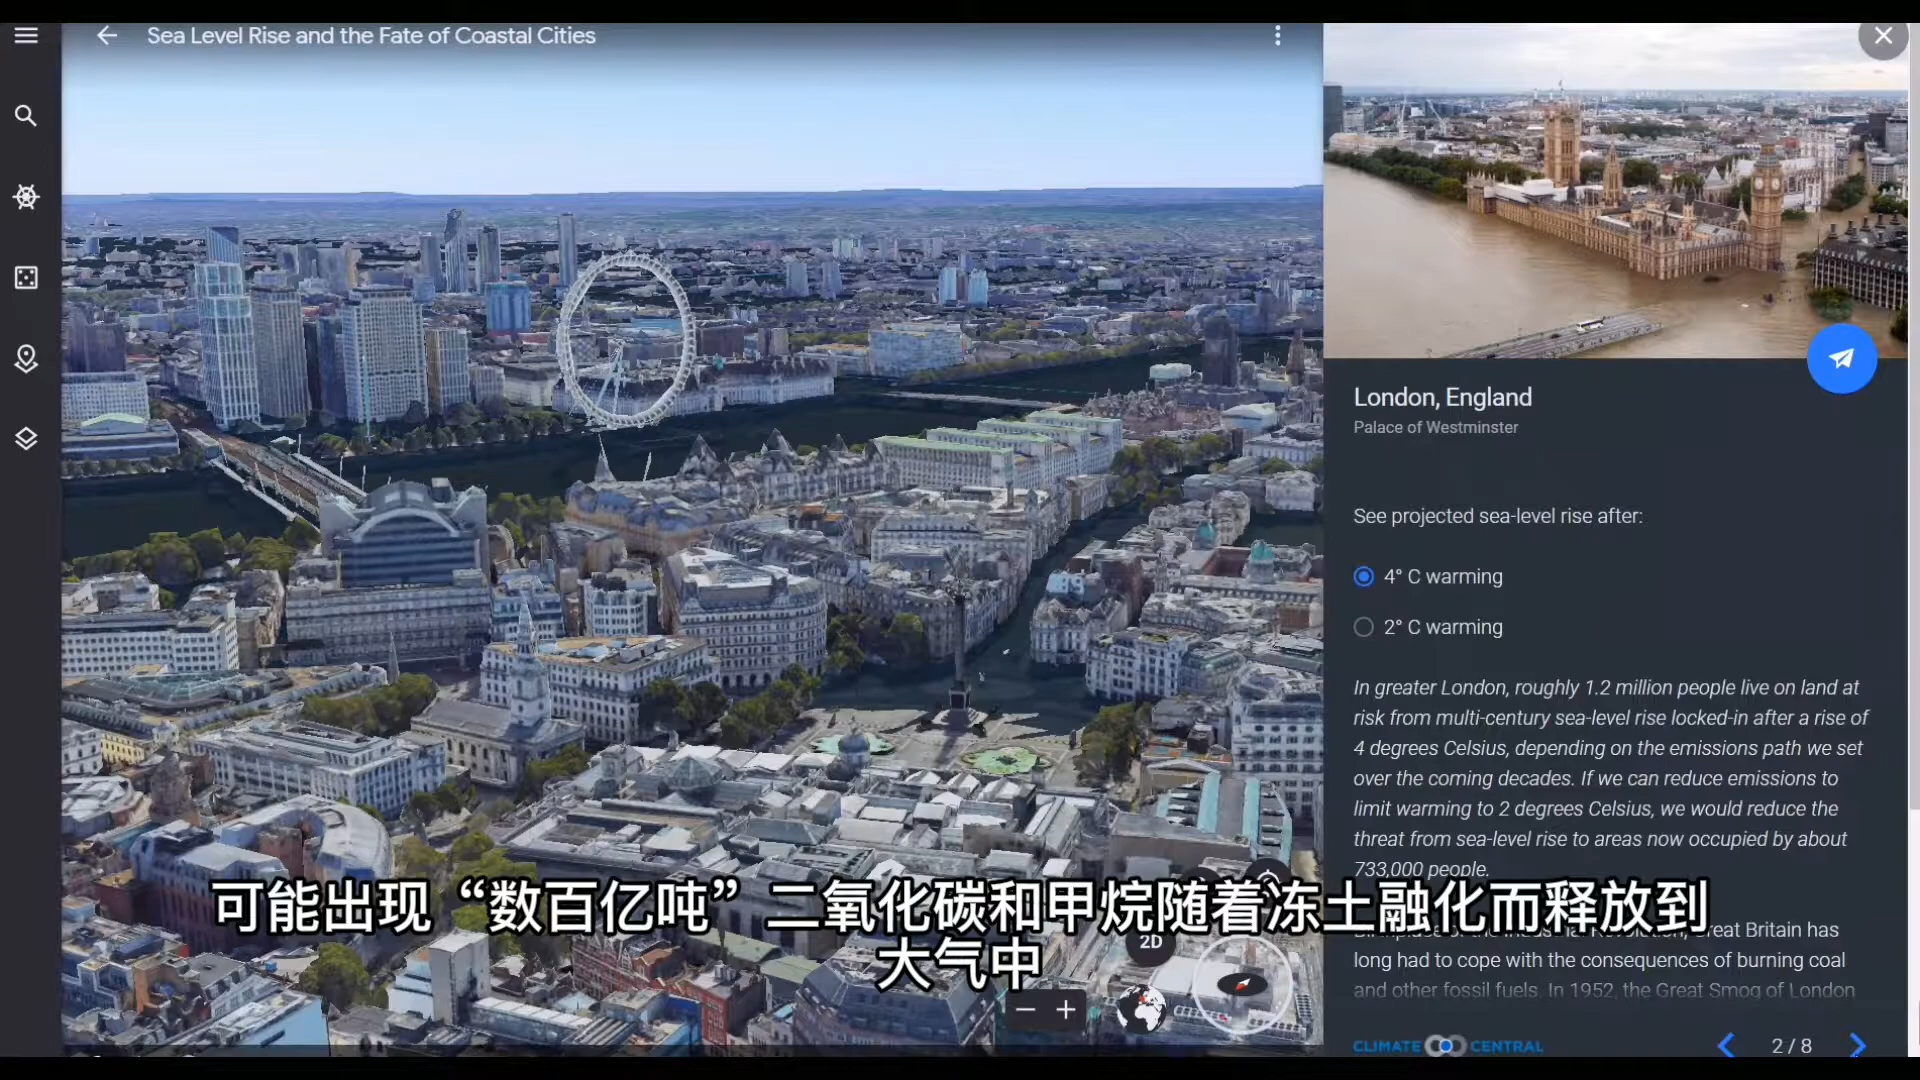 Sea Level Rise and the Fate of Coastal Cities
London, England
Palace of Westminster
See projected sea-level rise after:
4° C warming
2° C warming
In greater London, roughly 1.2 million people live on land at
risk from multi-century sea-level rise locked-in after a rise of
4 degrees Celsius, depending on the emissions path we set
over the coming decades. If we can reduce emissions to
limit warming to 2 degrees Celsius, we would reduce the
threat from sea-level rise to areas now occupied by about
733,000 people.
可能出现“数百亿吨”二氧化碳和甲烷随着冻土融化而释放到
大气中
Revolution, Great Britain has
long had to cope with the consequences of burning coal
and other fossil fuels. In 1952, the Great Smog of London
2D
CLIMATE CENTRAL
2 / 8